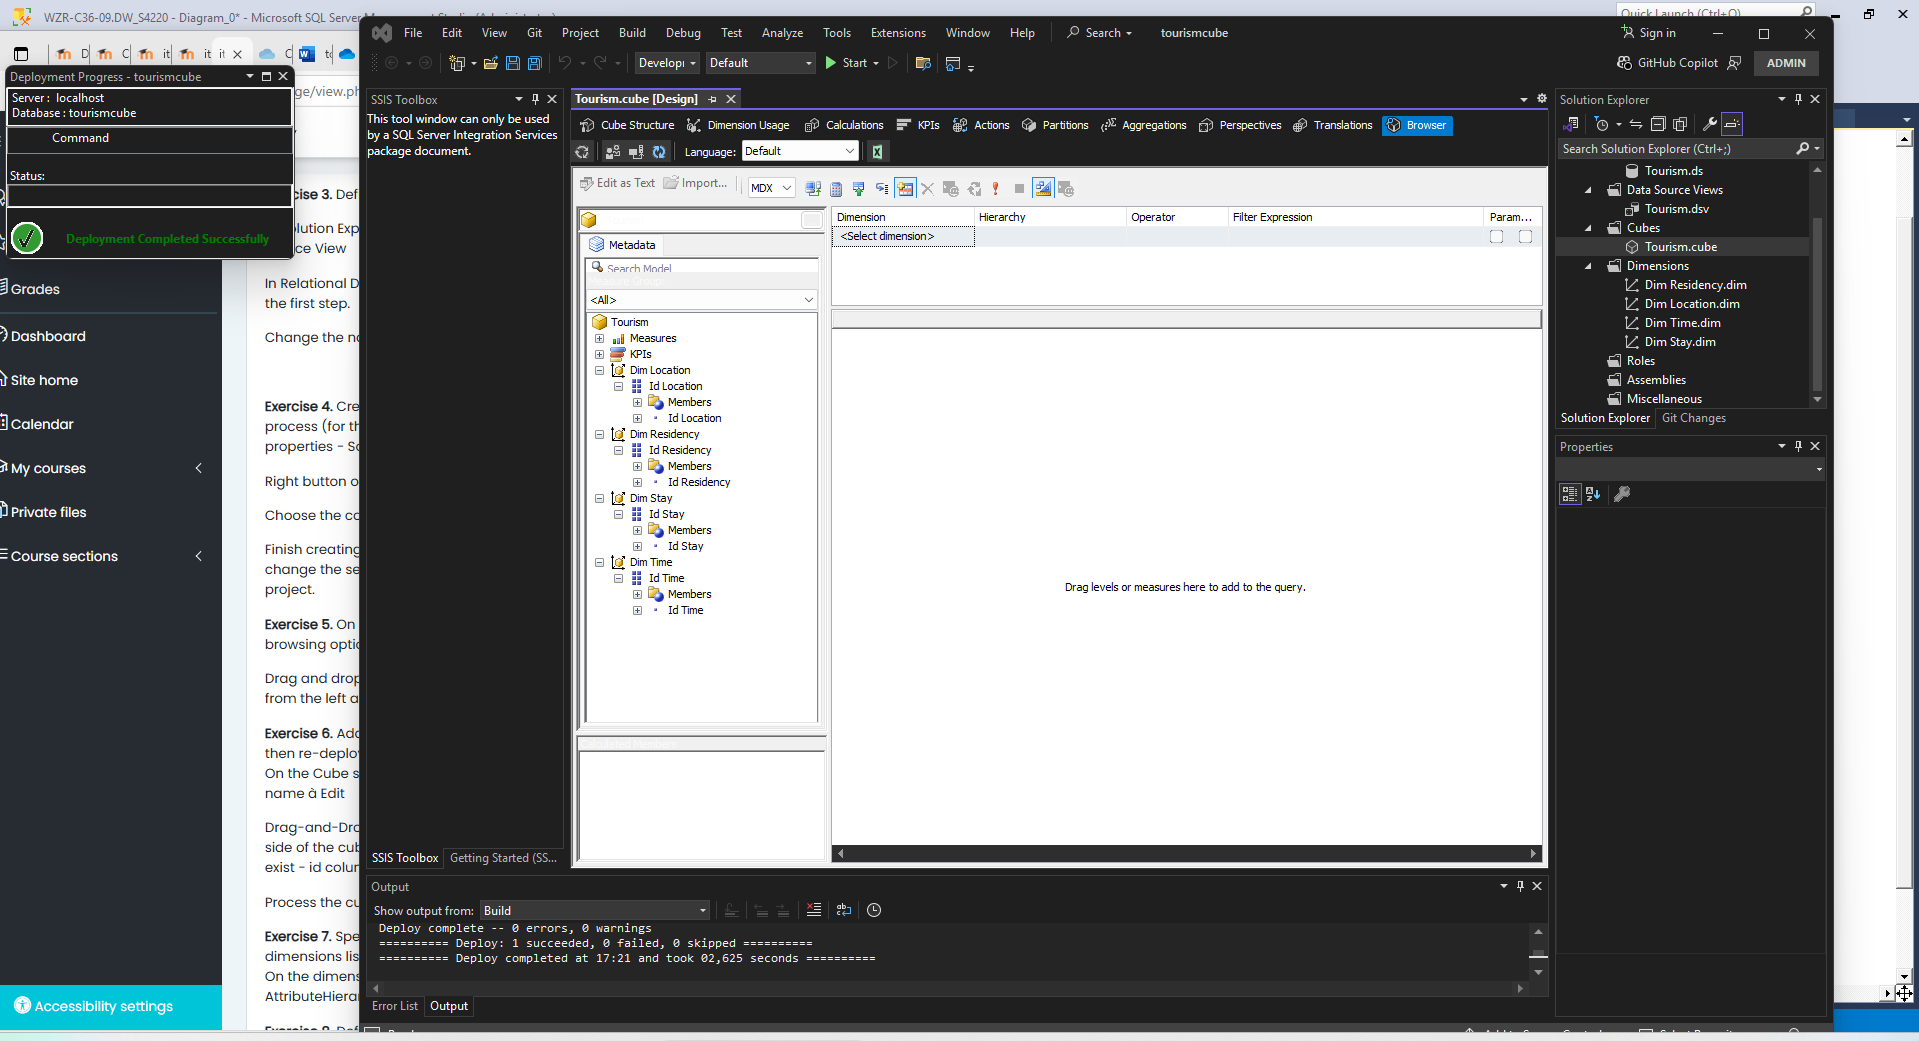 WZR-C36-09.DW_S4220 - Diagram_0* - Microsoft SQL Server Management Studio (Administrator)
Quick Launch (Ctrl+Q)
File Edit View Git Project Build Debug Test Analyze Tools Extensions Window Help Search tourismcube
Sign in
Develop Default Start
GitHub Copilot ADMIN
Deployment Progress - tourismcube
Server : localhost
Database : tourismcube
Command
Status:
Deployment Completed Successfully
ge/view.ph
Grades
Dashboard
Site home
Calendar
My courses
Private files
Course sections
Accessibility settings
Exercise 3. Def
olution Exp
ce View
In Relational D
the first step.
Change the na
Exercise 4. Cre
process (for th
properties - So
Right button o
Choose the co
Finish creating
change the se
project.
Exercise 5. On
browsing optic
Drag and drop
from the left a
Exercise 6. Add
then re-deploy
On the Cube s
name à Edit
Drag-and-Dro
side of the cub
exist - id colum
Process the cu
Exercise 7. Spe
dimensions lis
On the dimens
AttributeHierar
SSIS Toolbox
This tool window can only be used
by a SQL Server Integration Services
package document.
SSIS Toolbox Getting Started (SS...
Tourism.cube [Design]
Cube Structure Dimension Usage Calculations KPIs Actions Partitions Aggregations Perspectives Translations Browser
Language: Default
Edit as Text Import... MDX
Metadata
Search Model
Measure Group:
<All>
Tourism
Measures
KPIs
Dim Location
Id Location
Members
Id Location
Dim Residency
Id Residency
Members
Id Residency
Dim Stay
Id Stay
Members
Id Stay
Dim Time
Id Time
Members
Id Time
Calculated Members
Dimension Hierarchy Operator Filter Expression Param...
<Select dimension>
Drag levels or measures here to add to the query.
Solution Explorer
Search Solution Explorer (Ctrl+;)
Tourism.ds
Data Source Views
Tourism.dsv
Cubes
Tourism.cube
Dimensions
Dim Residency.dim
Dim Location.dim
Dim Time.dim
Dim Stay.dim
Roles
Assemblies
Miscellaneous
Solution Explorer Git Changes
Properties
Output
Show output from: Build
Deploy complete -- 0 errors, 0 warnings
========== Deploy: 1 succeeded, 0 failed, 0 skipped ==========
========== Deploy completed at 17:21 and took 02,625 seconds ==========
Error List Output